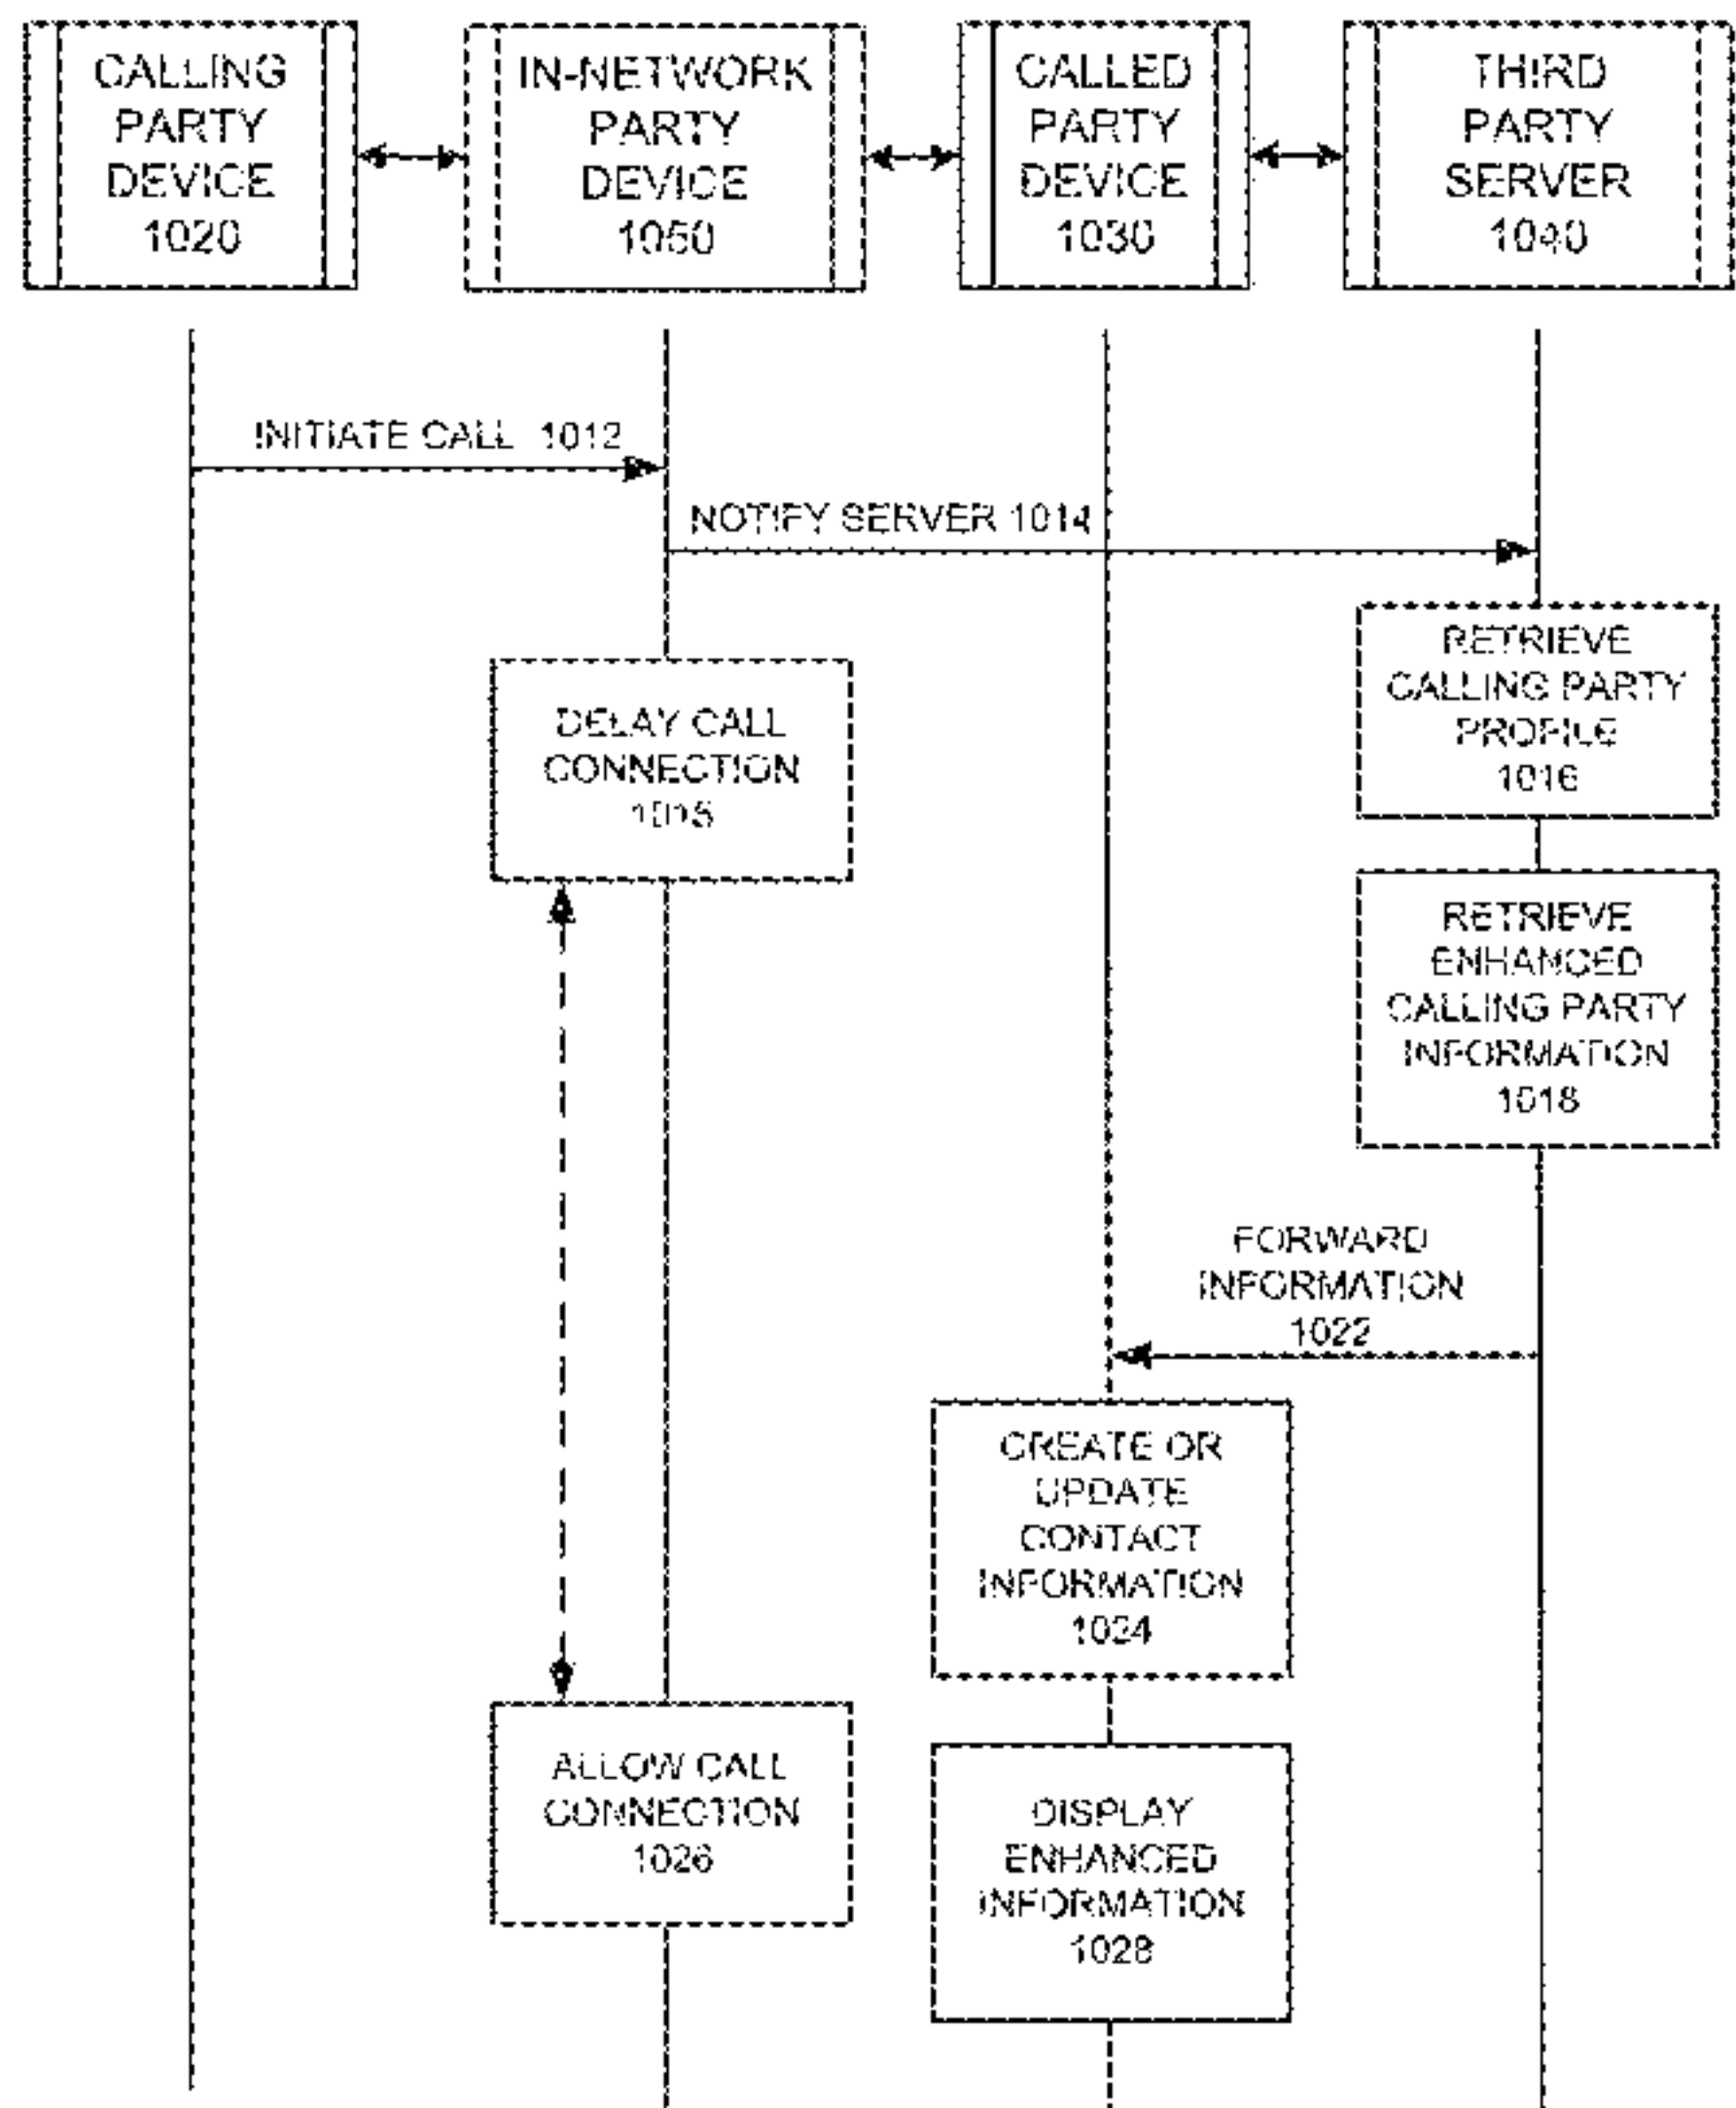 CALLING
PARTY
DEVICE
1020
IN-NETWORK
PARTY
DEVICE
1050
CALLED
PARTY
DEVICE
1030
THIRD
PARTY
SERVER
1040
INITIATE CALL 1012
NOTIFY SERVER 1014
RETRIEVE
CALLING PARTY
PROFILE
1016
DELAY CALL
CONNECTION
1015
RETRIEVE
ENHANCED
CALLING PARTY
INFORMATION
1018
FORWARD
INFORMATION
1022
CREATE OR
UPDATE
CONTACT
INFORMATION
1024
ALLOW CALL
CONNECTION
1026
DISPLAY
ENHANCED
INFORMATION
1028